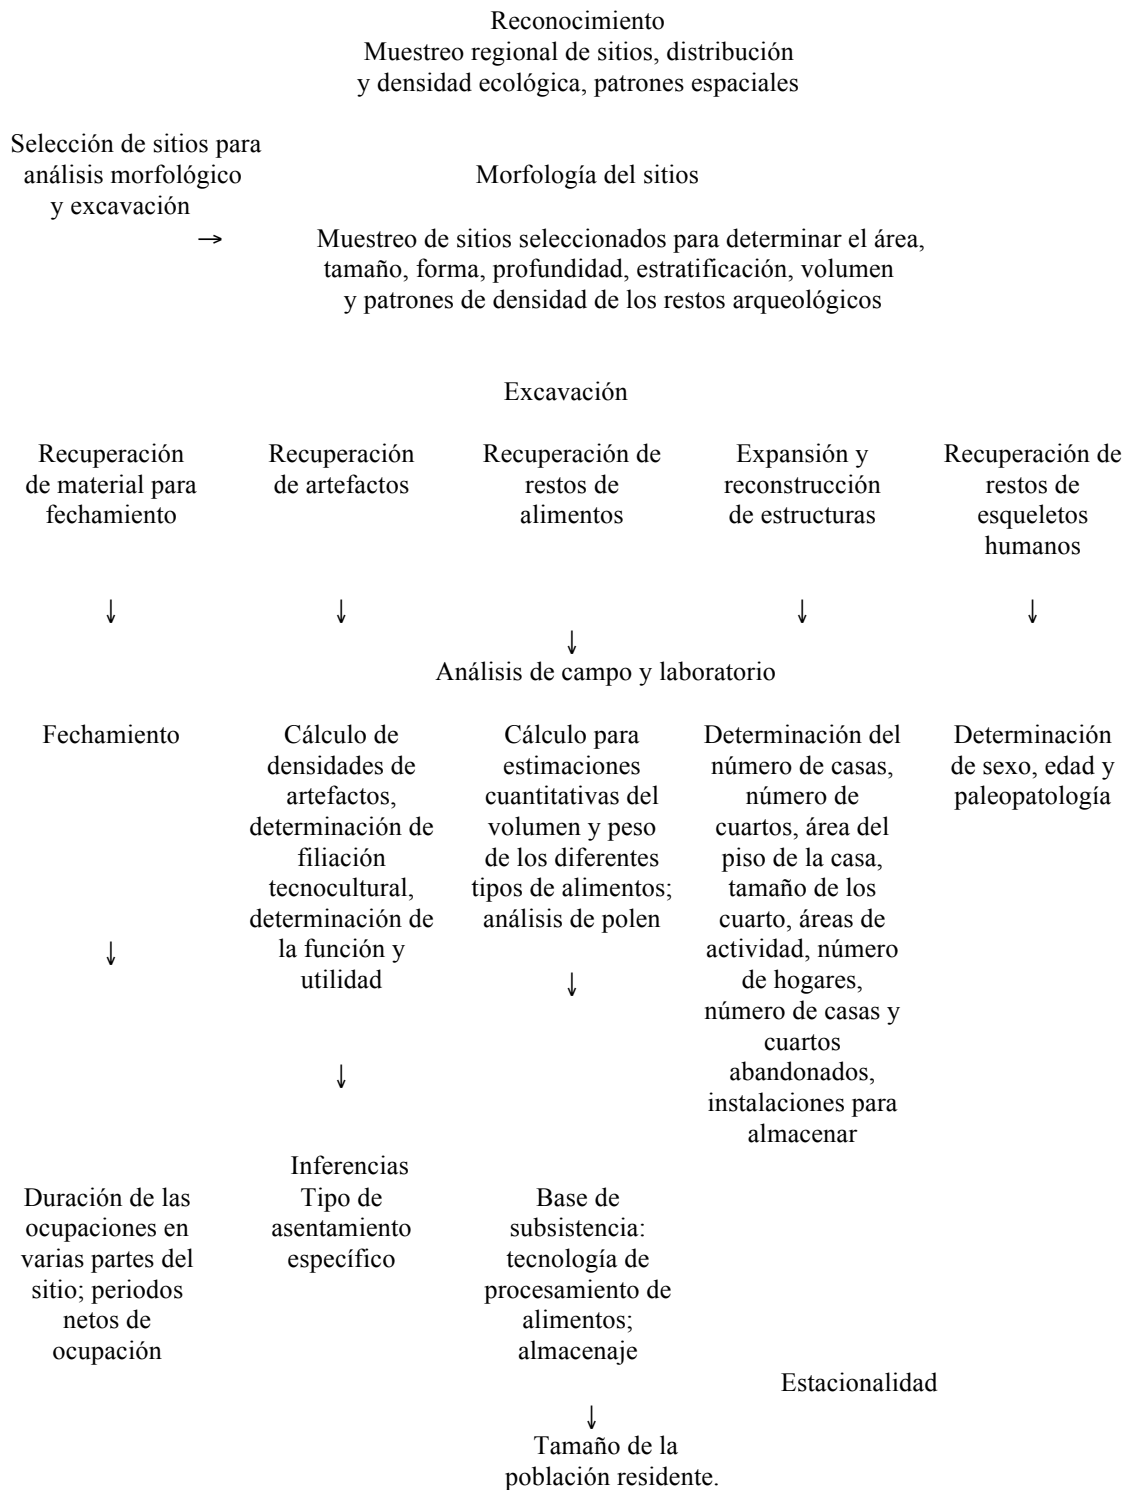 Reconocimiento
Muestreo regional de sitios, distribución
y densidad ecológica, patrones espaciales
Selección de sitios para
análisis morfológico
y excavación
→
Morfología del sitios
Muestreo de sitios seleccionados para determinar el área,
tamaño, forma, profundidad, estratificación, volumen
y patrones de densidad de los restos arqueológicos
Excavación
Recuperación
de material para
fechamiento
↓
Recuperación
de artefactos
↓
Recuperación de
restos de
alimentos
↓
Expansión y
reconstrucción
de estructuras
↓
Recuperación de
restos de
esqueletos
humanos
↓
Análisis de campo y laboratorio
Fechamiento
↓
Cálculo de
densidades de
artefactos,
determinación de
filiación
tecnocultural,
determinación de
la función y
utilidad
↓
Cálculo para
estimaciones
cuantitativas del
volumen y peso
de los diferentes
tipos de alimentos;
análisis de polen
↓
Determinación del
número de casas,
número de
cuartos, área del
piso de la casa,
tamaño de los
cuarto, áreas de
actividad, número
de hogares,
número de casas y
cuartos
abandonados,
instalaciones para
almacenar
Determinación
de sexo, edad y
paleopatología
Inferencias
Duración de las
ocupaciones en
varias partes del
sitio; periodos
netos de
ocupación
Tipo de
asentamiento
específico
Base de
subsistencia:
tecnología de
procesamiento de
alimentos;
almacenaje
Estacionalidad
↓
Tamaño de la
población residente.